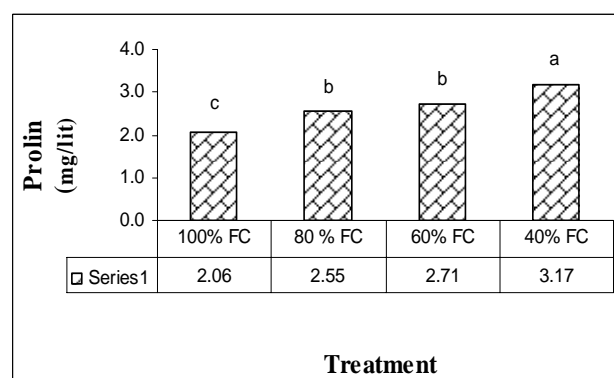 4.0
a
b
b
3.0
c
2.0
1.0
0.0
Prolin
(mg/lit)
100% FC 80 % FC 60% FC 40% FC
Series1 2.06 2.55 2.71 3.17
Treatment